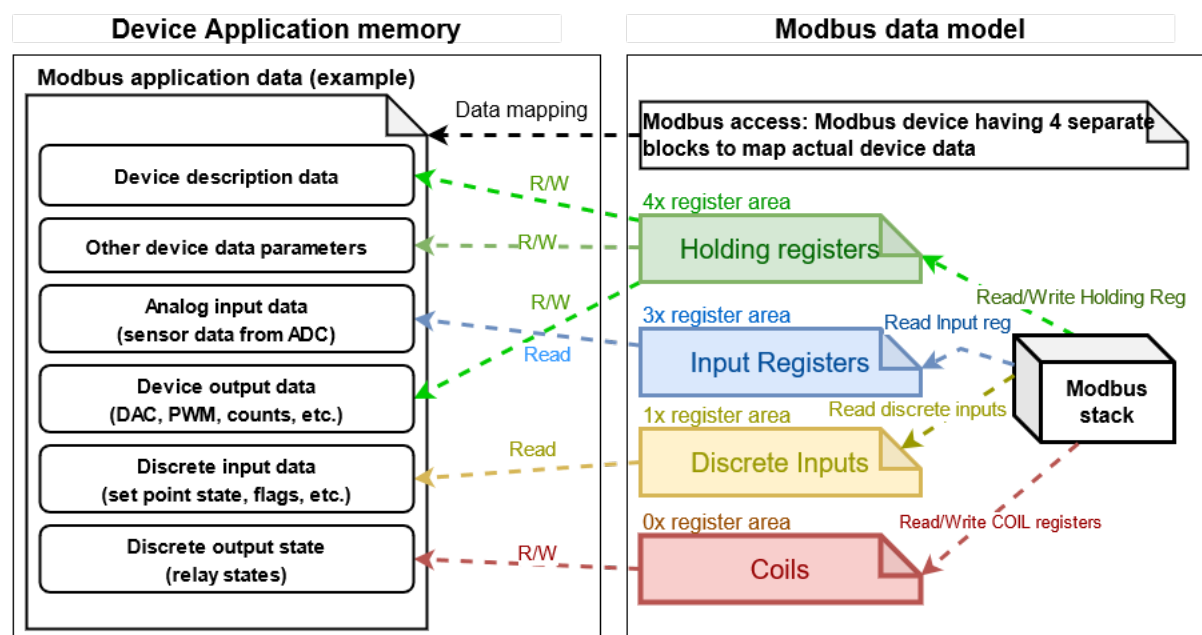 Device Application memory
Modbus data model
Modbus application data (example)
Data mapping
Modbus access: Modbus device having 4 separate
blocks to map actual device data
Device description data
R/W
4x register area
Holding registers
Other device data parameters
R/W
Read/Write Holding Reg
Analog input data
(sensor data from ADC)
R/W
3x register area
Read Input reg
Input Registers
Read
Device output data
(DAC, PWM, counts, etc.)
Modbus
stack
1x register area
Read discrete inputs
Discrete Inputs
Read
Discrete input data
(set point state, flags, etc.)
0x register area
Read/Write COIL registers
Coils
Discrete output state
(relay states)
R/W